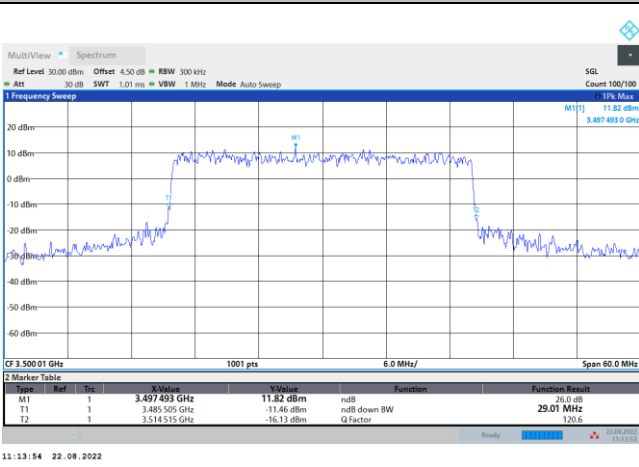 MultiView Spectrum
Ref Level 30.00 dBm Offset 4.50 dB RBW 300 kHz SGL
Att 30 dB SWT 1.01 ms VBW 1 MHz Mode Auto Sweep Count 100/100
1 Frequency Sweep 1Pk Max
M1[1] 11.82 dBm
3.497 493 0 GHz
20 dBm
M1
10 dBm
0 dBm
T1
-10 dBm
T2
-20 dBm
-30 dBm
-40 dBm
-50 dBm
-60 dBm
CF 3.500 01 GHz 1001 pts 6.0 MHz/ Span 60.0 MHz
2 Marker Table
Type Ref Trc X-Value Y-Value Function Function Result
M1 1 3.497 493 GHz 11.82 dBm ndB 26.0 dB
T1 1 3.485 505 GHz -11.46 dBm ndB down BW 29.01 MHz
T2 1 3.514 515 GHz -16.13 dBm Q Factor 120.6
Ready 22.08.2022
11:13:53
11:13:54 22.08.2022